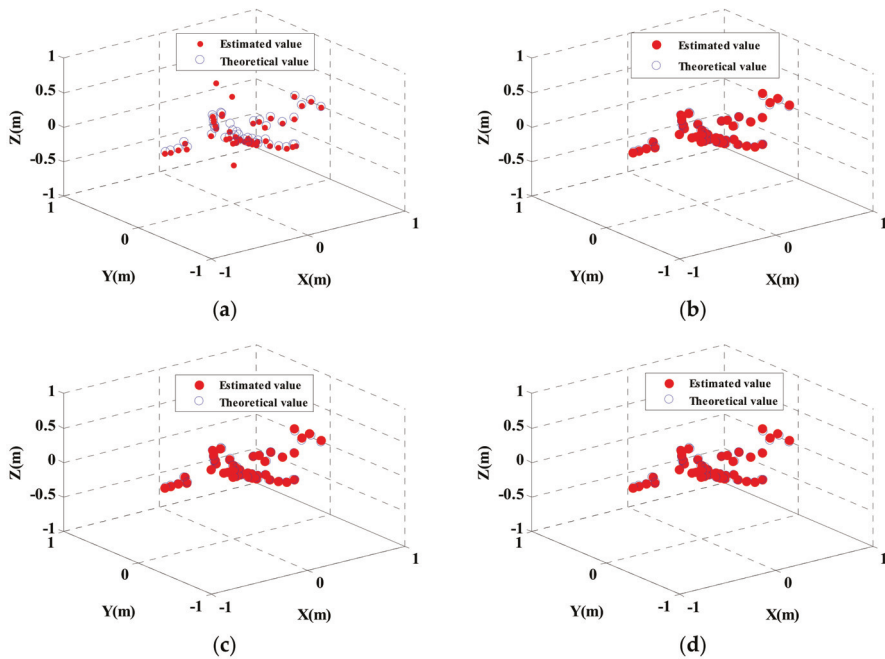 Estimated value
Theoretical value
1
0.5
0
-0.5
-1
Z(m)
1
0
-1
Y(m)
-1
0
1
X(m)
(a)
Estimated value
Theoretical value
1
0.5
0
-0.5
-1
Z(m)
1
0
-1
Y(m)
-1
0
1
X(m)
(b)
Estimated value
Theoretical value
1
0.5
0
-0.5
-1
Z(m)
1
0
-1
Y(m)
-1
0
1
X(m)
(c)
Estimated value
Theoretical value
1
0.5
0
-0.5
-1
Z(m)
1
0
-1
Y(m)
-1
0
1
X(m)
(d)